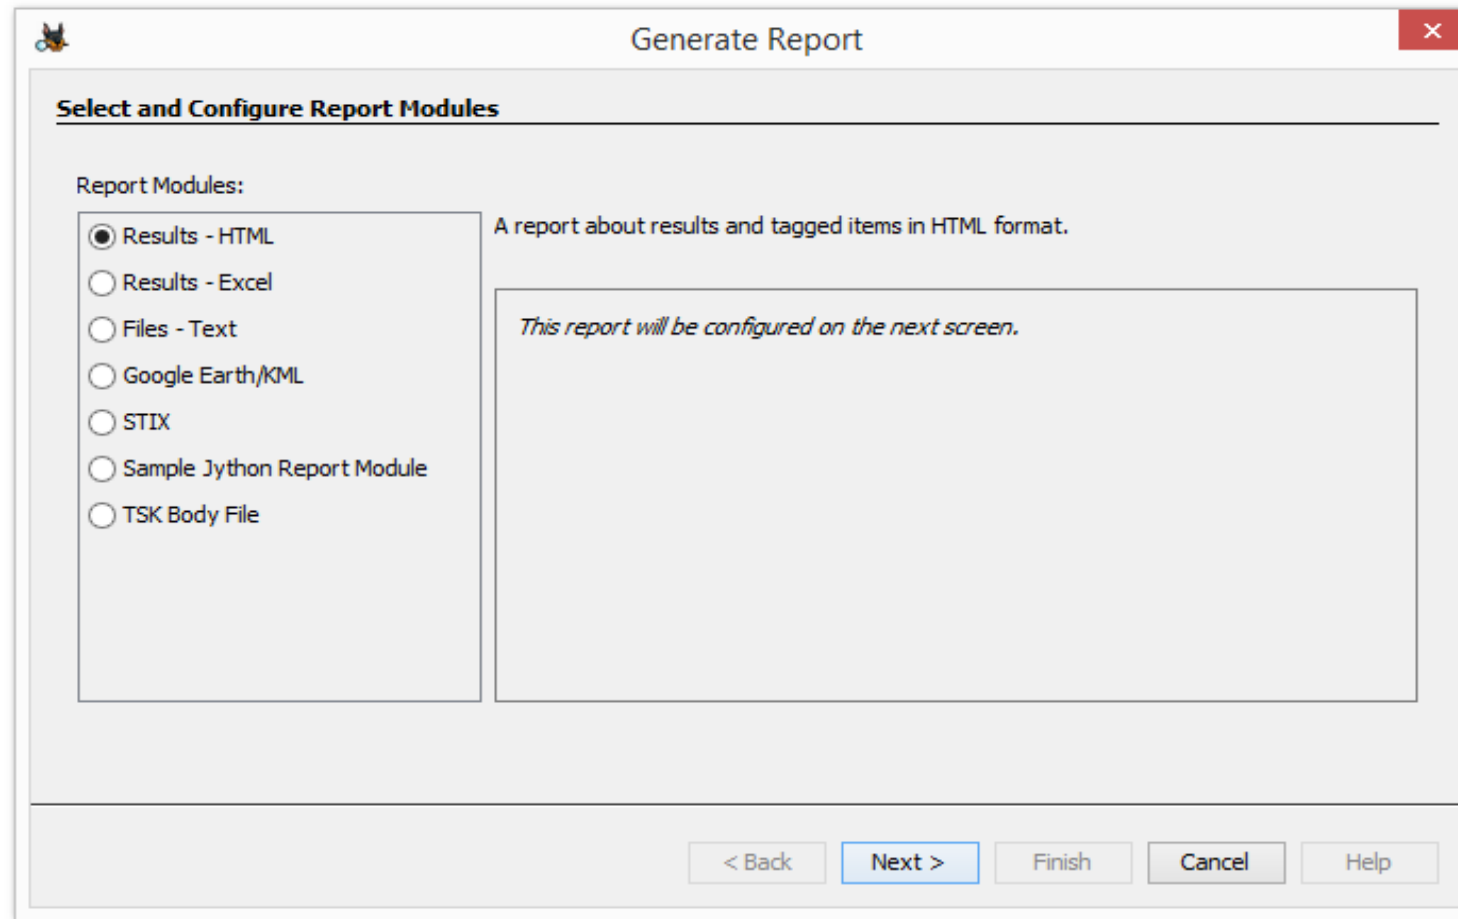 Generate Report
Select and Configure Report Modules
Report Modules:
Results - HTML
Results - Excel
Files - Text
Google Earth/KML
STIX
Sample Jython Report Module
TSK Body File
A report about results and tagged items in HTML format.
This report will be configured on the next screen.
< Back
Next >
Finish
Cancel
Help